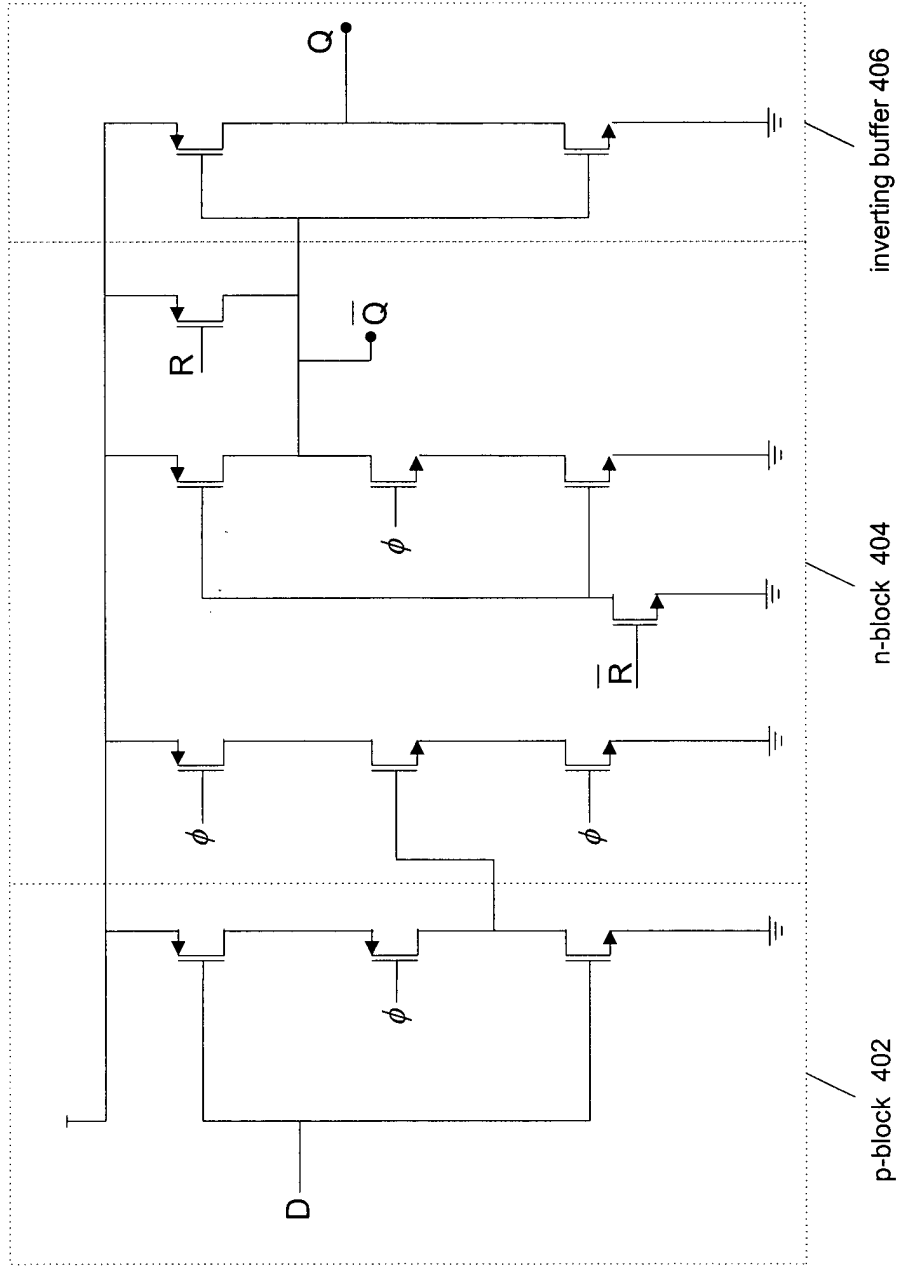 D
ϕ
p-block 402
ϕ
ϕ
R̅
ϕ
R
Q̅
n-block 404
Q
inverting buffer 406